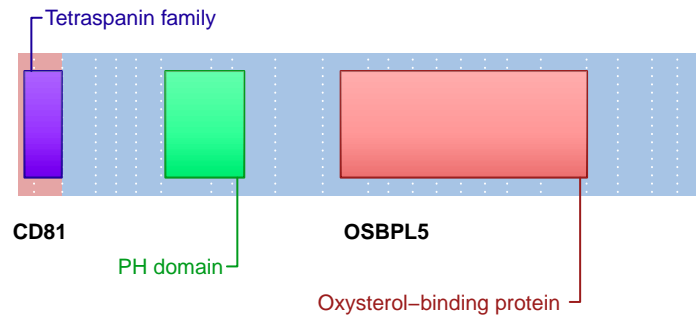 Tetraspanin family
CD81
OSBPL5
PH domain
Oxysterol−binding protein